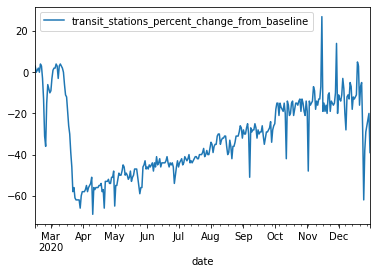 transit_stations_percent_change_from_baseline
20
0
−20
−40
−60
Mar Apr May Jun Jul Aug Sep Oct Nov Dec
2020
date